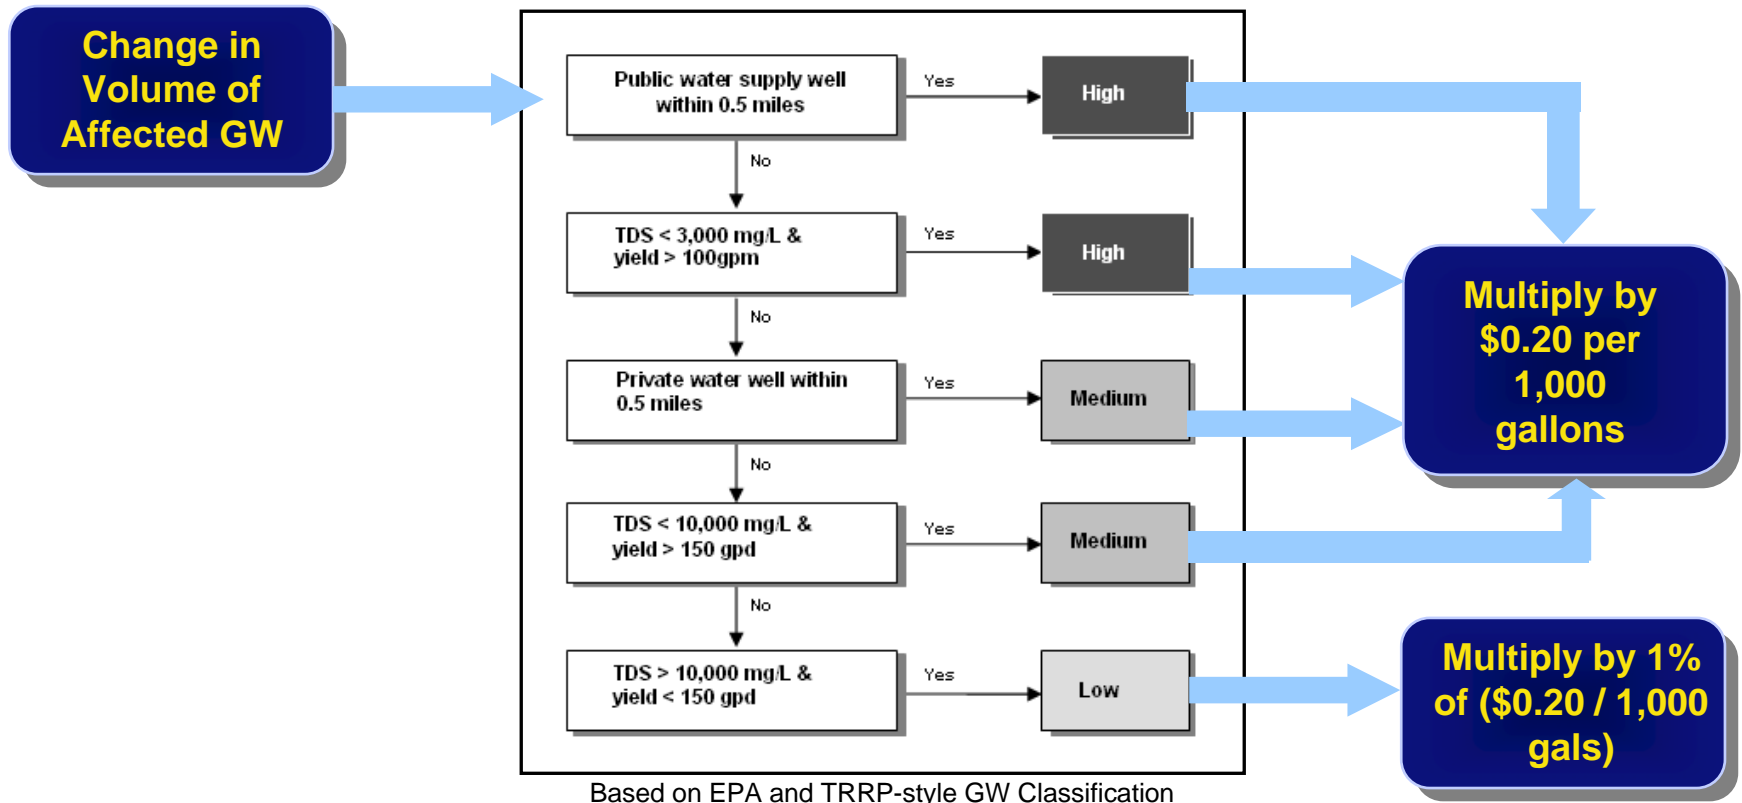 Change in
Volume of
Affected GW
Public water supply well
within 0.5 miles
Yes
High
No
TDS < 3,000 mg/L &
yield > 100gpm
Yes
High
No
Private water well within
0.5 miles
Yes
Medium
No
TDS < 10,000 mg/L &
yield > 150 gpd
Yes
Medium
No
TDS > 10,000 mg/L &
yield < 150 gpd
Yes
Low
Multiply by
$0.20 per
1,000
gallons
Multiply by 1%
of ($0.20 / 1,000
gals)
Based on EPA and TRRP-style GW Classification